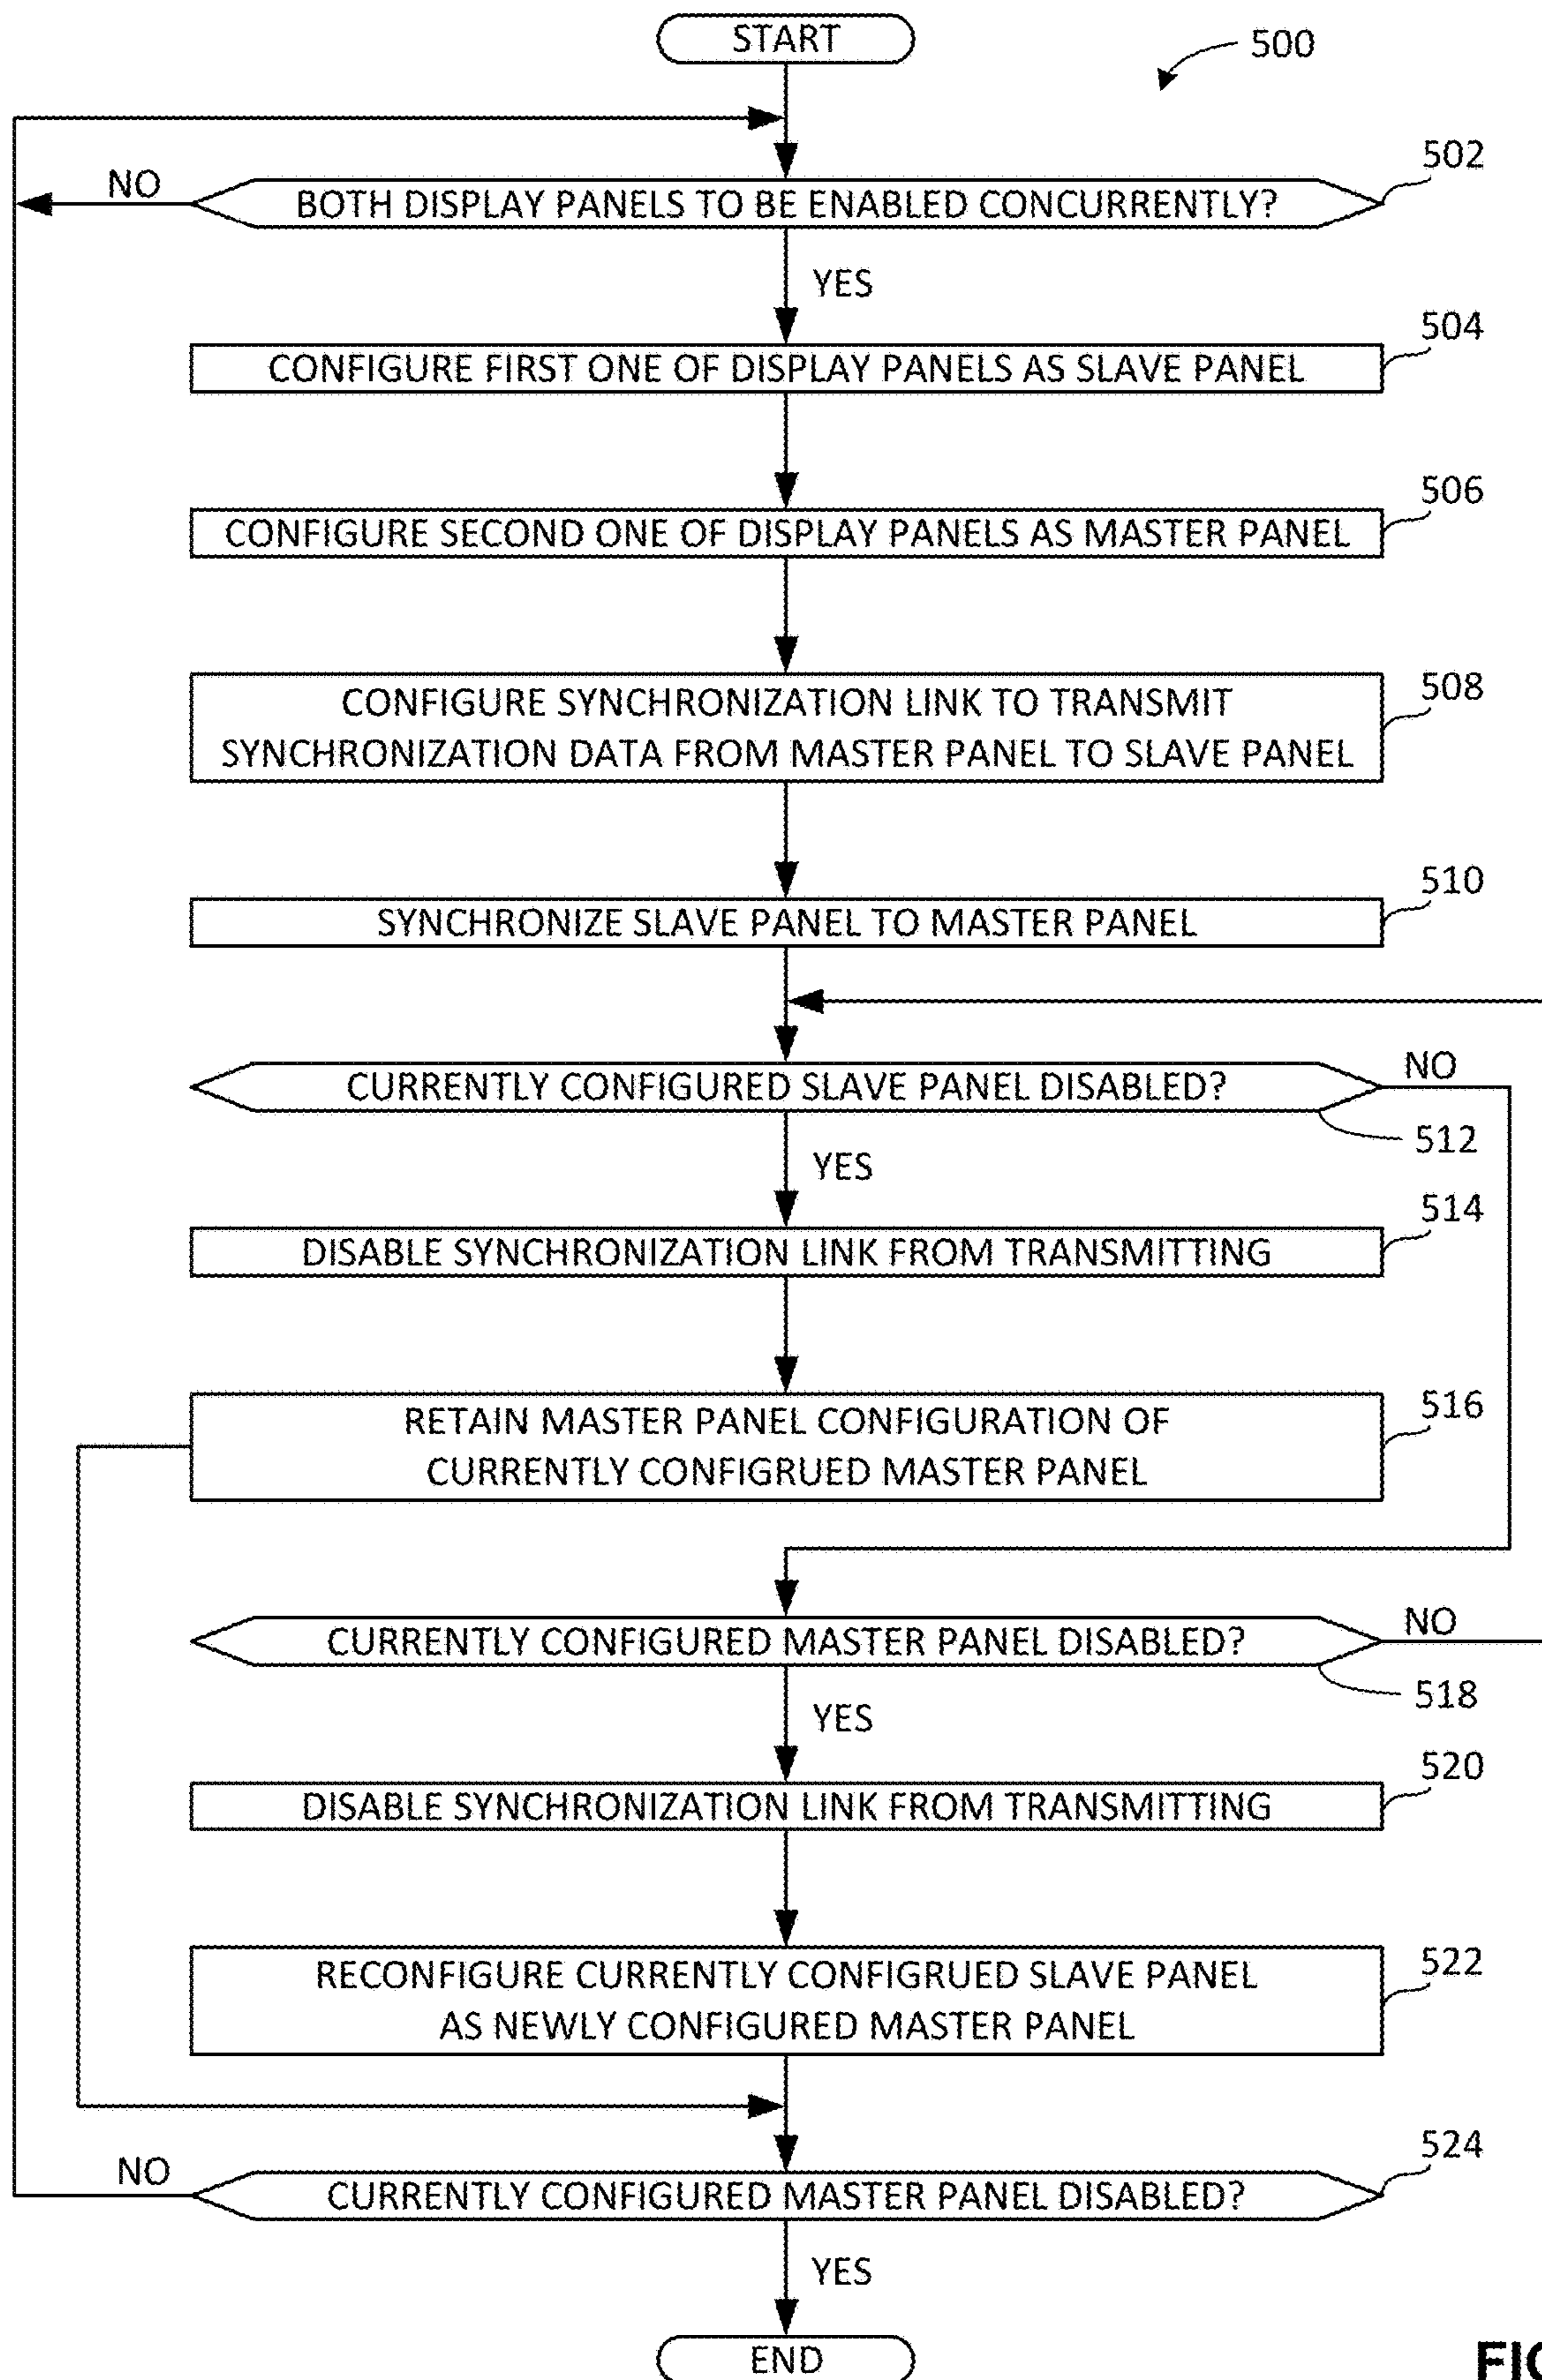 START
500
502
NO
BOTH DISPLAY PANELS TO BE ENABLED CONCURRENTLY?
YES
504
CONFIGURE FIRST ONE OF DISPLAY PANELS AS SLAVE PANEL
506
CONFIGURE SECOND ONE OF DISPLAY PANELS AS MASTER PANEL
508
CONFIGURE SYNCHRONIZATION LINK TO TRANSMIT
SYNCHRONIZATION DATA FROM MASTER PANEL TO SLAVE PANEL
510
SYNCHRONIZE SLAVE PANEL TO MASTER PANEL
NO
CURRENTLY CONFIGURED SLAVE PANEL DISABLED?
512
YES
514
DISABLE SYNCHRONIZATION LINK FROM TRANSMITTING
516
RETAIN MASTER PANEL CONFIGURATION OF
CURRENTLY CONFIGRUED MASTER PANEL
NO
CURRENTLY CONFIGURED MASTER PANEL DISABLED?
518
YES
520
DISABLE SYNCHRONIZATION LINK FROM TRANSMITTING
522
RECONFIGURE CURRENTLY CONFIGRUED SLAVE PANEL
AS NEWLY CONFIGURED MASTER PANEL
524
NO
CURRENTLY CONFIGURED MASTER PANEL DISABLED?
YES
END